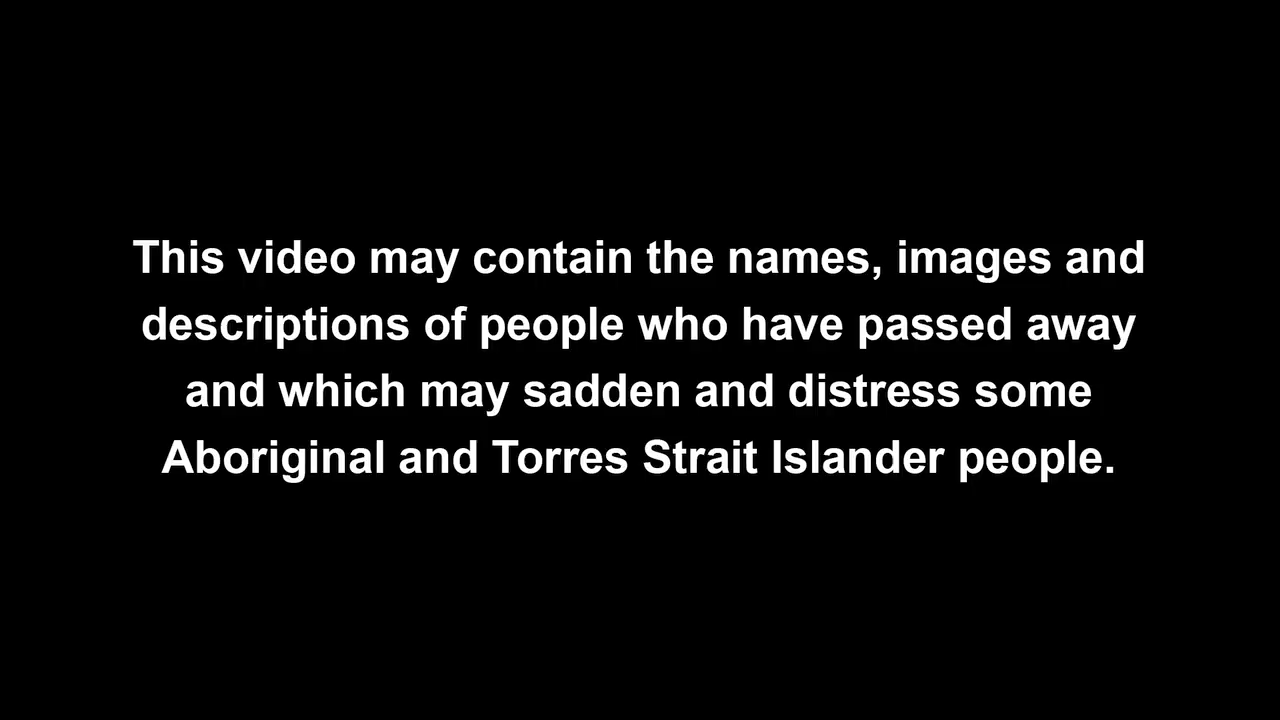 This video may contain the names, images and
descriptions of people who have passed away
and which may sadden and distress some
Aboriginal and Torres Strait Islander people.